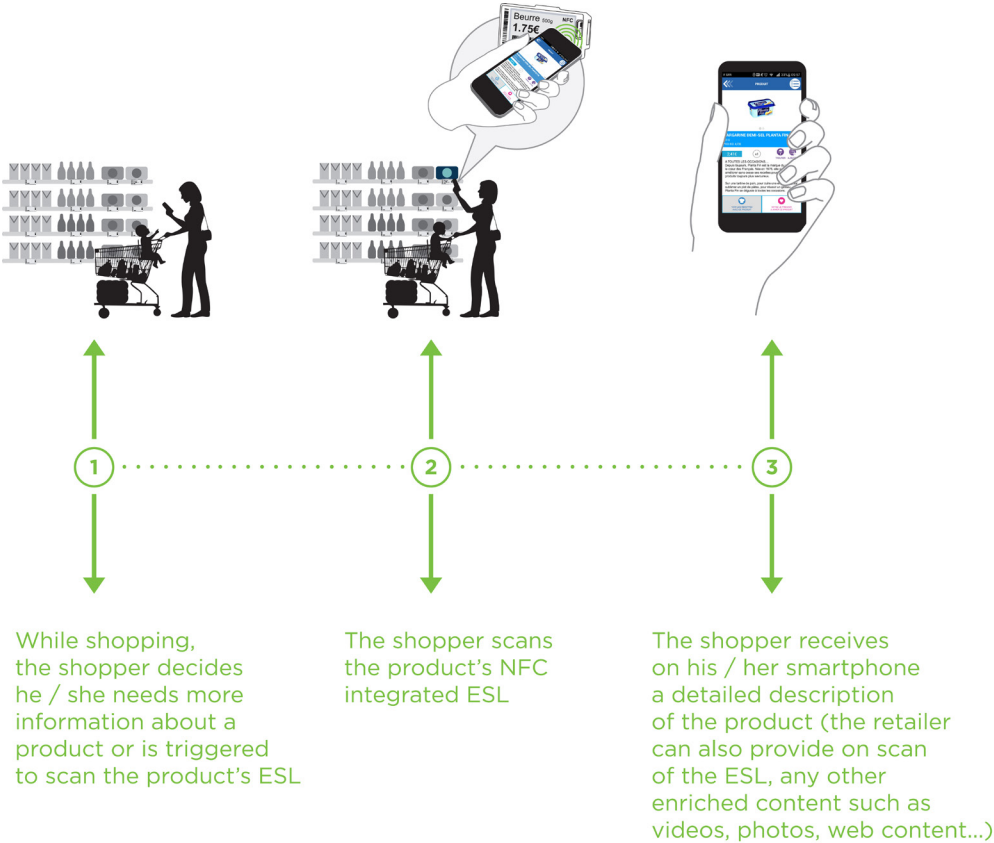 Beurre 500g
NFC
1.75€
PRODUIT
1
2
3
While shopping,
the shopper decides
he / she needs more
information about a
product or is triggered
to scan the product's ESL
The shopper scans
the product's NFC
integrated ESL
The shopper receives
on his / her smartphone
a detailed description
of the product (the retailer
can also provide on scan
of the ESL, any other
enriched content such as
videos, photos, web content...)